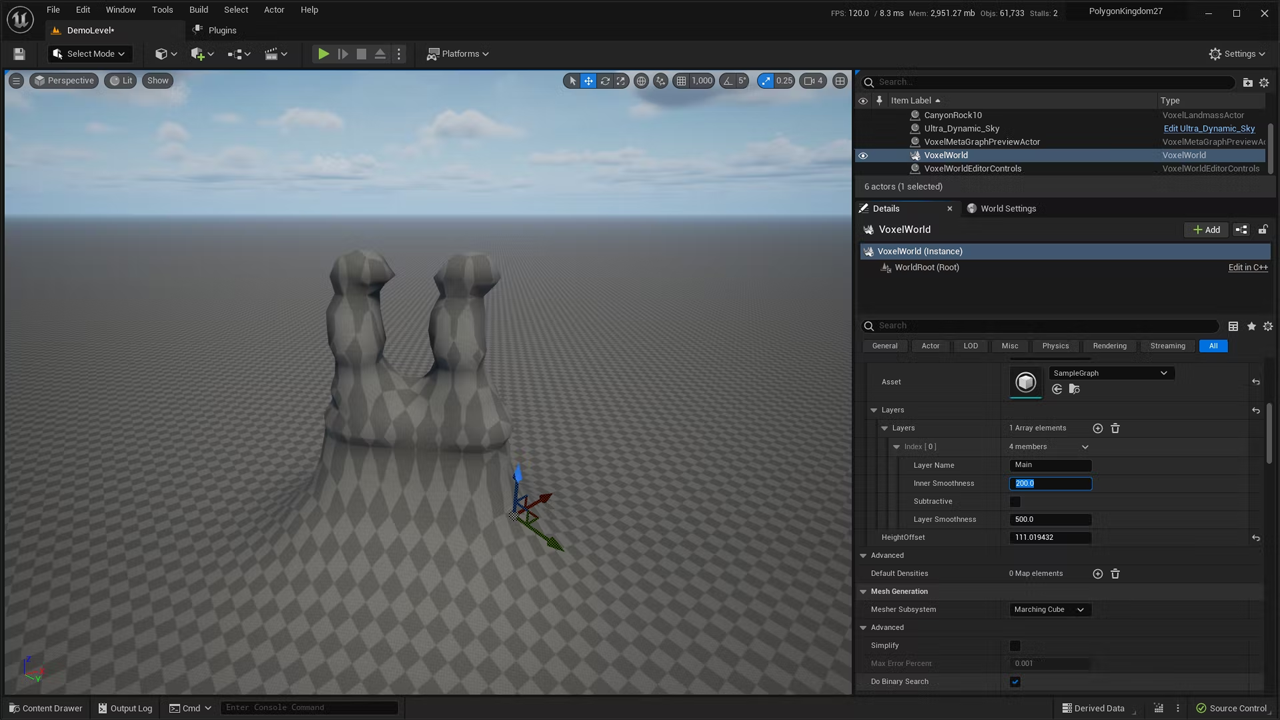 File Edit Window Tools Build Select Actor Help
FPS: 120.0 / 8.3 ms Mem: 2,951.27 mb Objs: 61,733 Stalls: 2
PolygonKingdom27
DemoLevel•
Plugins
Select Mode
Platforms
Settings
Perspective Lit Show
1,000 5° 0.25 4
Search...
Item Label Type
CanyonRock10 VoxelLandmassActor
Ultra_Dynamic_Sky Edit Ultra_Dynamic_Sky
VoxelMetaGraphPreviewActor VoxelMetaGraphPreviewAc
VoxelWorld VoxelWorld
VoxelWorldEditorControls VoxelWorldEditorControls
6 actors (1 selected)
Details World Settings
VoxelWorld
+ Add
VoxelWorld (Instance)
WorldRoot (Root) Edit in C++
Search
General Actor LOD Misc Physics Rendering Streaming All
Asset SampleGraph
Layers
Layers 1 Array elements
Index [ 0 ] 4 members
Layer Name Main
Inner Smoothness 200.0
Subtractive
Layer Smoothness 500.0
HeightOffset 111.019432
Advanced
Default Densities 0 Map elements
Mesh Generation
Mesher Subsystem Marching Cube
Advanced
Simplify
Max Error Percent 0.001
Do Binary Search
Content Drawer Output Log Cmd Enter Console Command
Derived Data Source Control